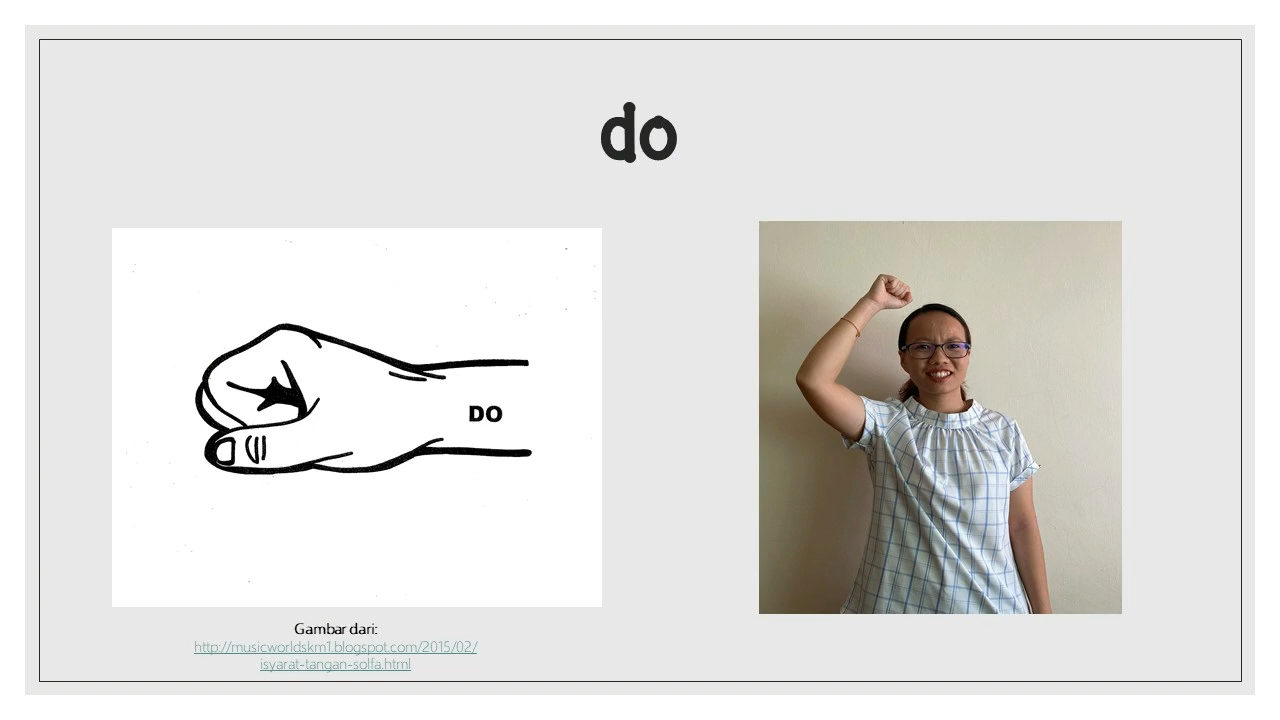 do
DO
Gambar dari:
http://musicworldskm1.blogspot.com/2015/02/
isyarat-tangan-solfa.html